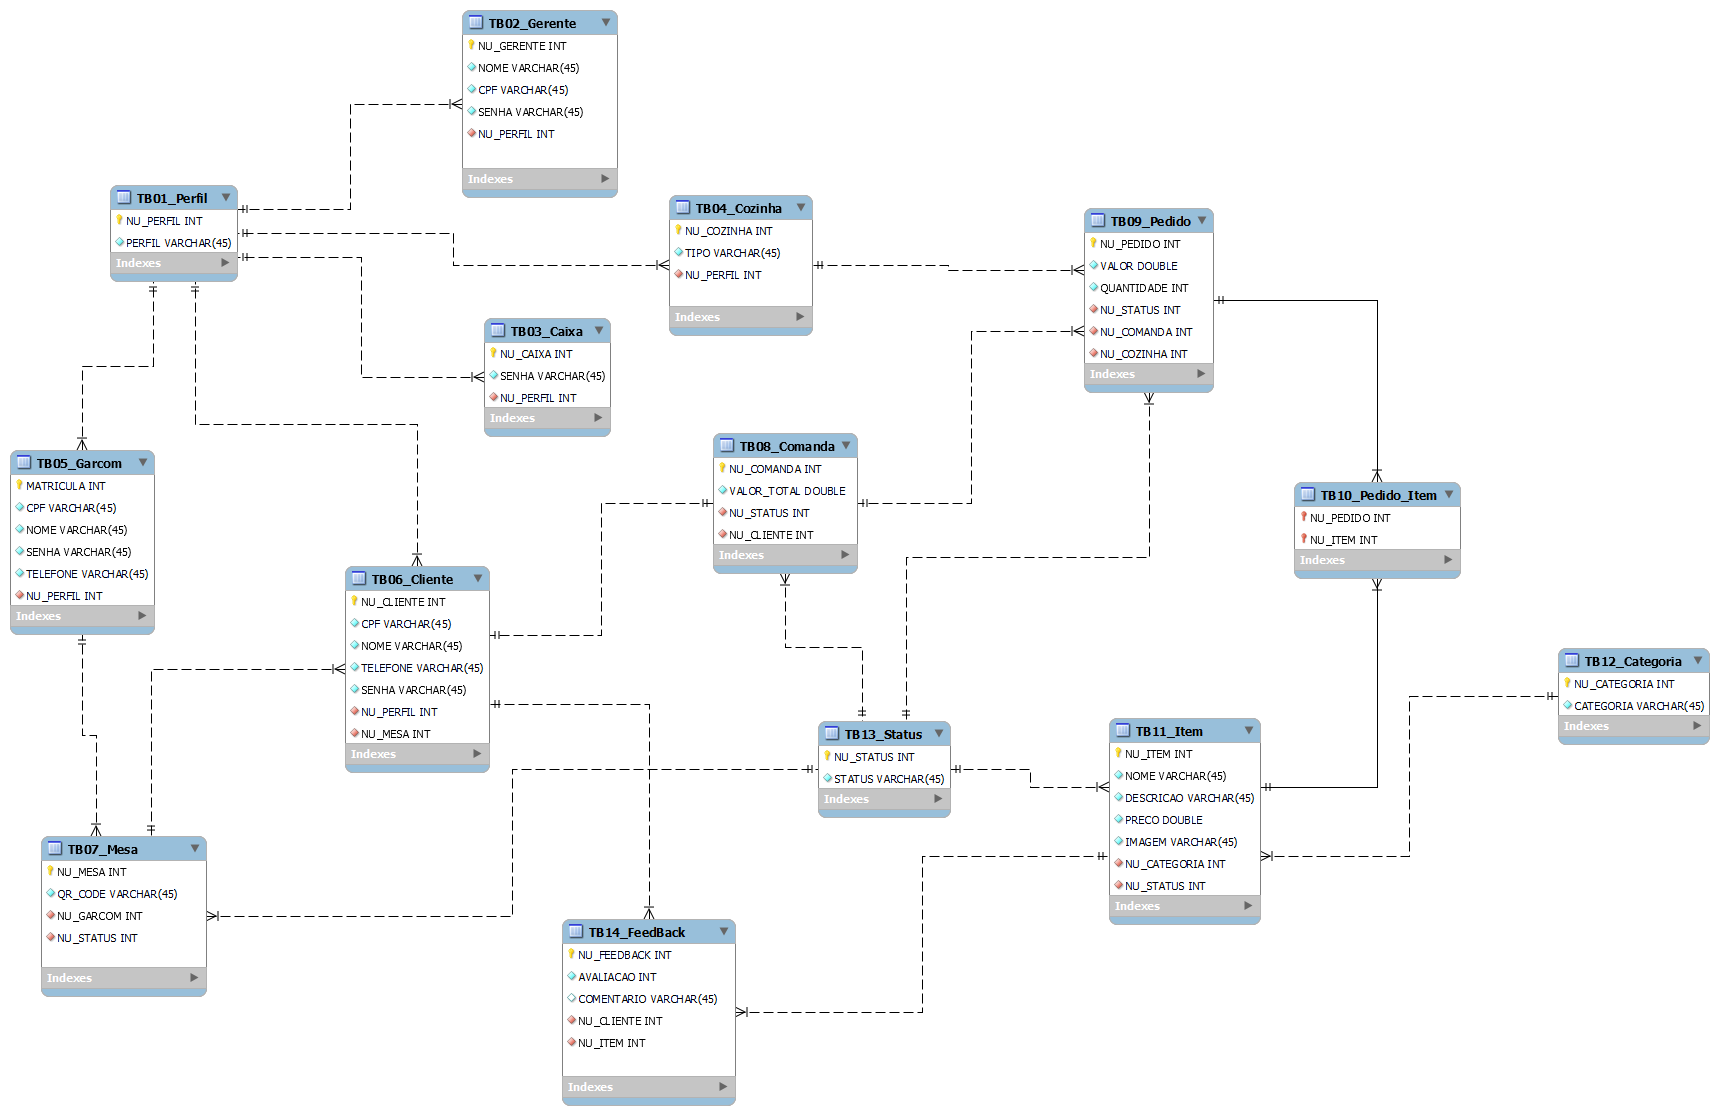 TB02_Gerente
NU_GERENTE INT
NOME VARCHAR(45)
CPF VARCHAR(45)
SENHA VARCHAR(45)
NU_PERFIL INT
Indexes
TB01_Perfil
NU_PERFIL INT
PERFIL VARCHAR(45)
Indexes
TB04_Cozinha
NU_COZINHA INT
TIPO VARCHAR(45)
NU_PERFIL INT
Indexes
TB09_Pedido
NU_PEDIDO INT
VALOR DOUBLE
QUANTIDADE INT
NU_STATUS INT
NU_COMANDA INT
NU_COZINHA INT
Indexes
TB03_Caixa
NU_CAIXA INT
SENHA VARCHAR(45)
NU_PERFIL INT
Indexes
TB08_Comanda
NU_COMANDA INT
VALOR_TOTAL DOUBLE
NU_STATUS INT
NU_CLIENTE INT
Indexes
TB05_Garcom
MATRICULA INT
CPF VARCHAR(45)
NOME VARCHAR(45)
SENHA VARCHAR(45)
TELEFONE VARCHAR(45)
NU_PERFIL INT
Indexes
TB10_Pedido_Item
NU_PEDIDO INT
NU_ITEM INT
Indexes
TB06_Cliente
NU_CLIENTE INT
CPF VARCHAR(45)
NOME VARCHAR(45)
TELEFONE VARCHAR(45)
SENHA VARCHAR(45)
NU_PERFIL INT
NU_MESA INT
Indexes
TB12_Categoria
NU_CATEGORIA INT
CATEGORIA VARCHAR(45)
Indexes
TB13_Status
NU_STATUS INT
STATUS VARCHAR(45)
Indexes
TB11_Item
NU_ITEM INT
NOME VARCHAR(45)
DESCRICAO VARCHAR(45)
PRECO DOUBLE
IMAGEM VARCHAR(45)
NU_CATEGORIA INT
NU_STATUS INT
Indexes
TB07_Mesa
NU_MESA INT
QR_CODE VARCHAR(45)
NU_GARCOM INT
NU_STATUS INT
Indexes
TB14_FeedBack
NU_FEEDBACK INT
AVALIACAO INT
COMENTARIO VARCHAR(45)
NU_CLIENTE INT
NU_ITEM INT
Indexes